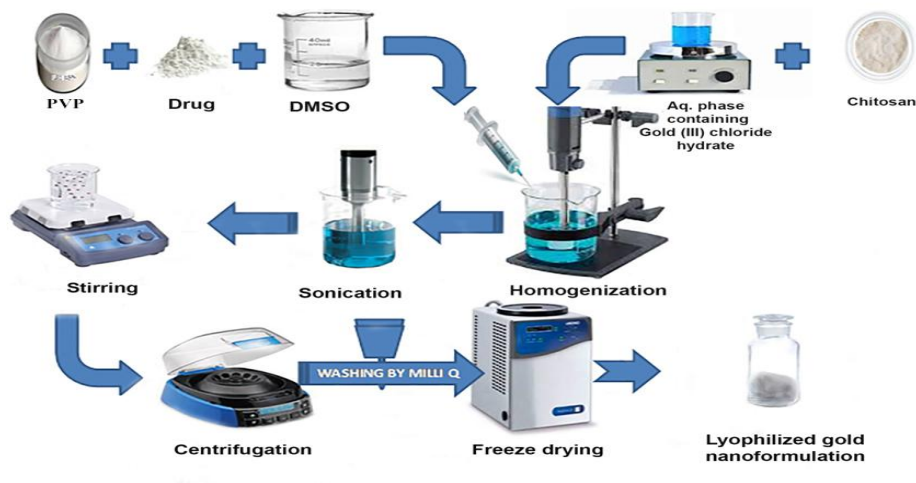 PVP
Drug
DMSO
Aq. phase
containing
Gold (III) chloride
hydrate
Chitosan
Stirring
Sonication
Homogenization
WASHING BY MILLI Q
Centrifugation
Freeze drying
Lyophilized gold
nanoformulation